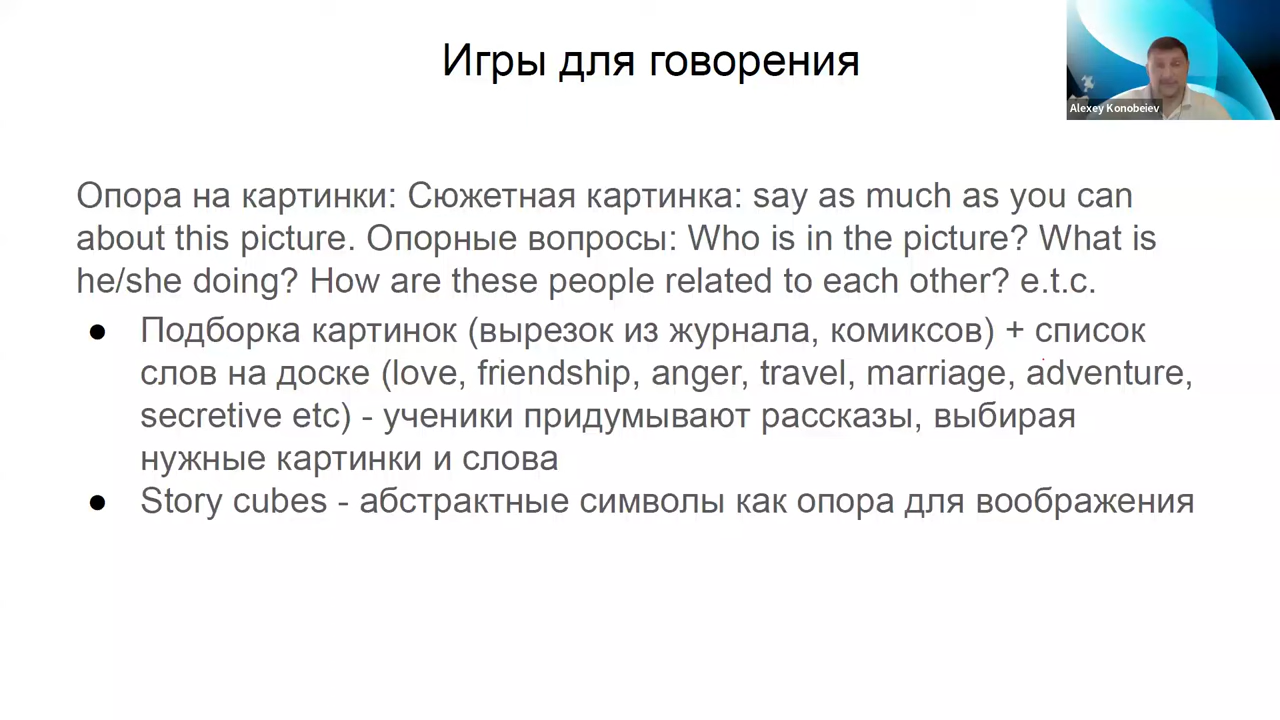 Игры для говорения
Alexey Konobeiev
Опора на картинки: Сюжетная картинка: say as much as you can
about this picture. Опорные вопросы: Who is in the picture? What is
he/she doing? How are these people related to each other? e.t.c.
● Подборка картинок (вырезок из журнала, комиксов) + список
слов на доске (love, friendship, anger, travel, marriage, adventure,
secretive etc) - ученики придумывают рассказы, выбирая
нужные картинки и слова
● Story cubes - абстрактные символы как опора для воображения